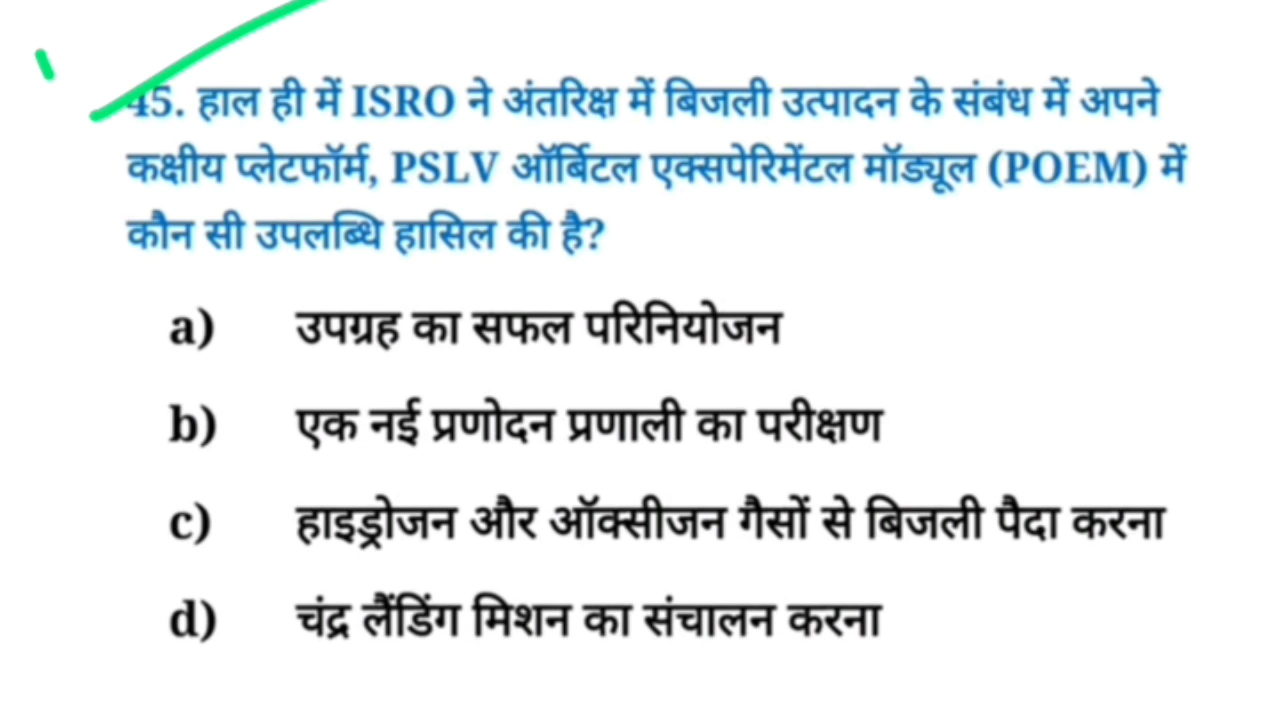 45. हाल ही में ISRO ने अंतरिक्ष में बिजली उत्पादन के संबंध में अपने
कक्षीय प्लेटफॉर्म, PSLV ऑर्बिटल एक्सपेरिमेंटल मॉड्यूल (POEM) में
कौन सी उपलब्धि हासिल की है?
a) उपग्रह का सफल परिनियोजन
b) एक नई प्रणोदन प्रणाली का परीक्षण
c) हाइड्रोजन और ऑक्सीजन गैसों से बिजली पैदा करना
d) चंद्र लैंडिंग मिशन का संचालन करना